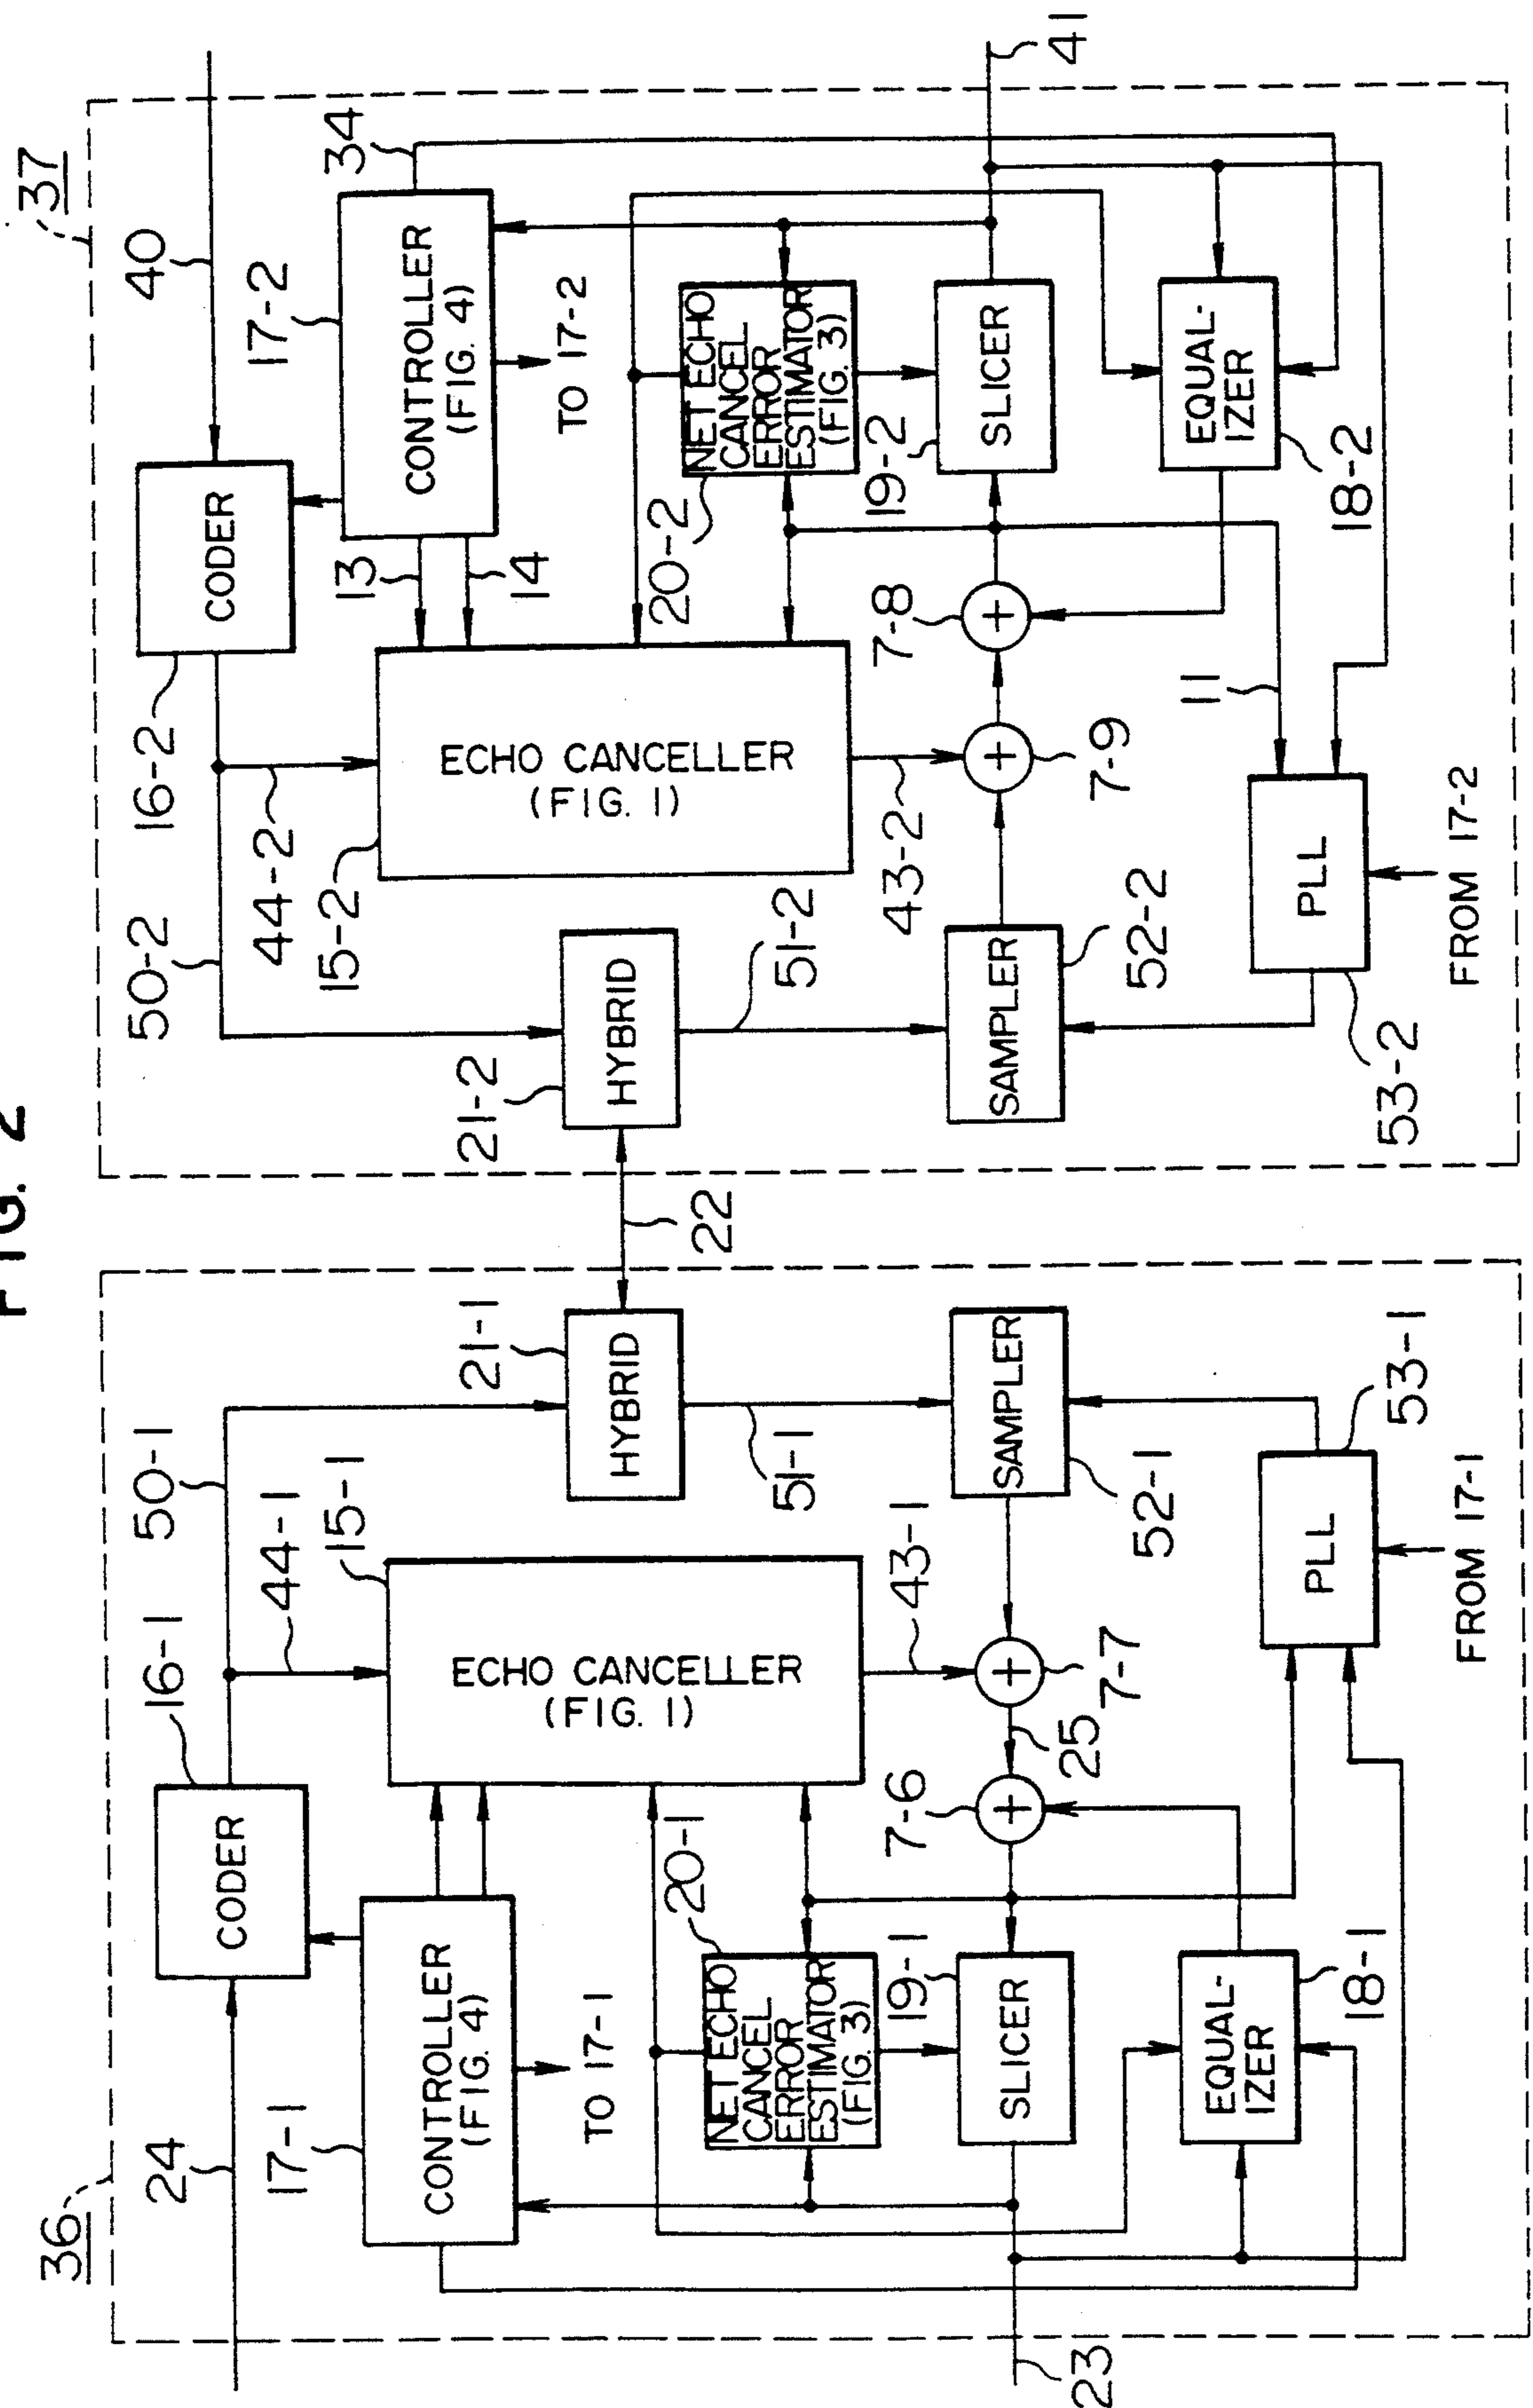 FIG. 2
36
24
CODER
16-1
50-1
44-1
17-1
CONTROLLER
(FIG. 4)
TO 17-1
15-1
ECHO CANCELLER
(FIG. 1)
21-1
HYBRID
51-1
22
20-1
NET ECHO
CANCEL
ERROR
ESTIMATOR
(FIG. 3)
43-1
19-1
SLICER
7-6
25
7-7
SAMPLER
52-1
23
EQUAL-
IZER
18-1
PLL
53-1
FROM 17-1
37
40
CODER
16-2
50-2
44-2
17-2
CONTROLLER
(FIG. 4)
34
13
14
TO 17-2
15-2
ECHO CANCELLER
(FIG. 1)
21-2
HYBRID
51-2
20-2
NET ECHO
CANCEL
ERROR
ESTIMATOR
(FIG. 3)
43-2
19-2
SLICER
7-8
7-9
SAMPLER
52-2
41
EQUAL-
IZER
18-2
11
PLL
53-2
FROM 17-2